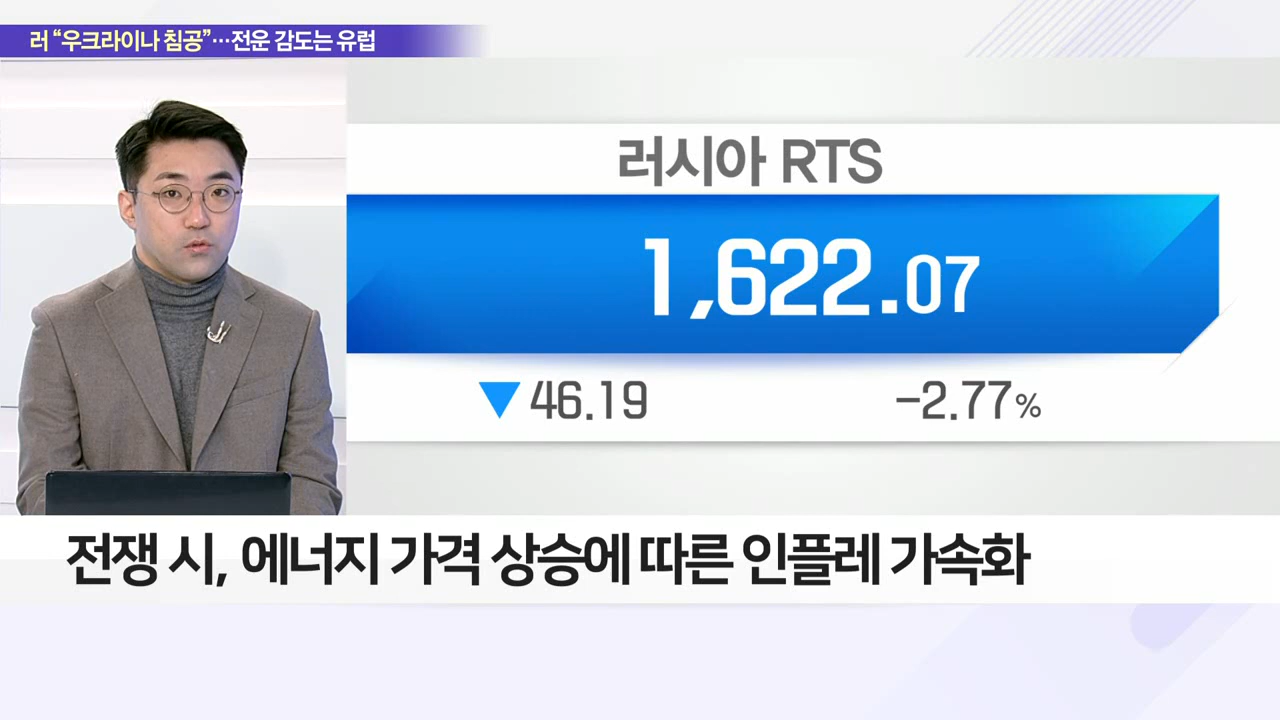 러 “우크라이나 침공”…전운 감도는 유럽
러시아 RTS
1,622.07
▼46.19 -2.77%
전쟁 시, 에너지 가격 상승에 따른 인플레 가속화